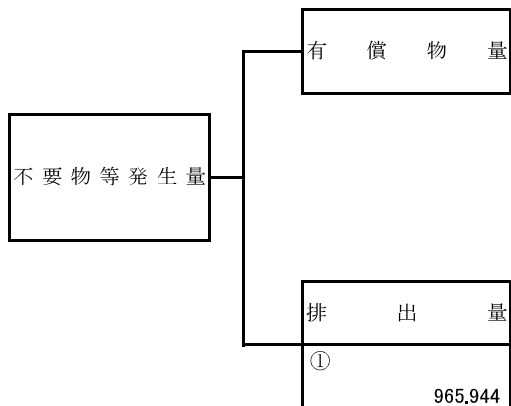 有償物量
不要物等発生量
排出量
①
965,944